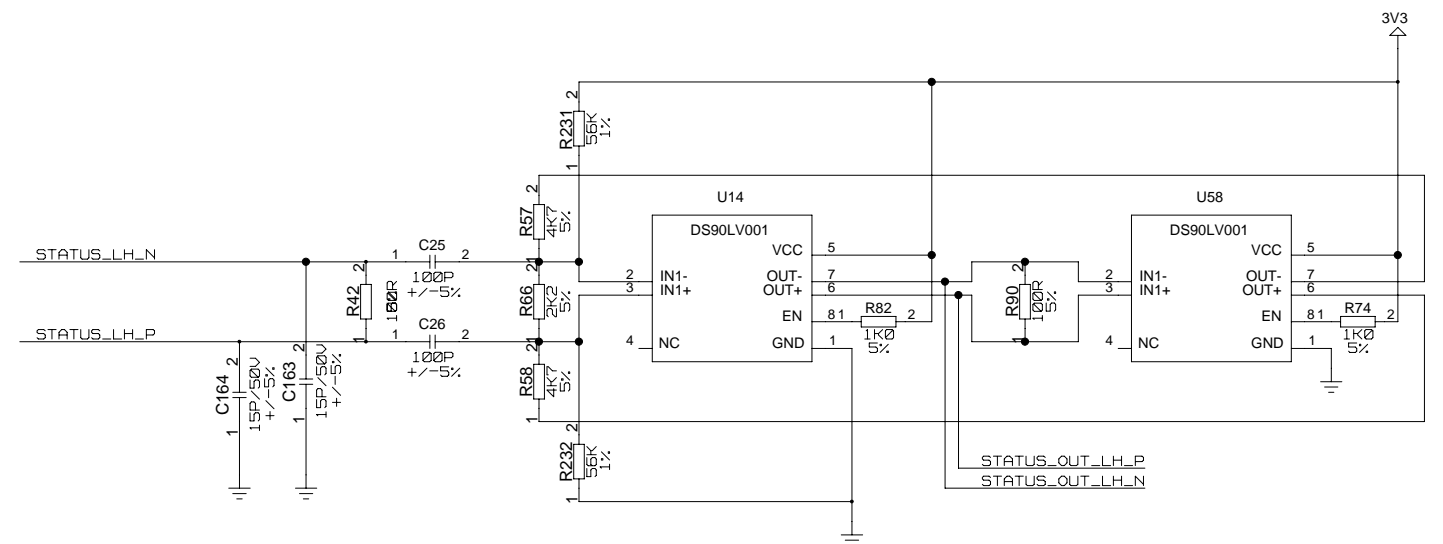 3V3
2
R231
56K
1%
1
2
R57
4K7
5%
U14
DS90LV001
VCC 5
2 IN1- OUT- 7
3 IN1+ OUT+ 6
EN 8
4 NC GND 1
U58
DS90LV001
VCC 5
2 IN1- OUT- 7
3 IN1+ OUT+ 6
EN 8
4 NC GND 1
STATUS_LH_N
1 C25 2
100P
+/-5%
2
R42
1
21
R66
2K2
5%
STATUS_LH_P
1 C26 2
100P
+/-5%
21
R58
4K7
5%
1
1 R82 2
1K0
5%
2
R90
100R
5%
1
1 R74 2
1K0
5%
2
C164
15P/50V
+/-5%
1
2
C163
15P/50V
+/-5%
1
2
R232
56K
1%
1
STATUS_OUT_LH_P
STATUS_OUT_LH_N